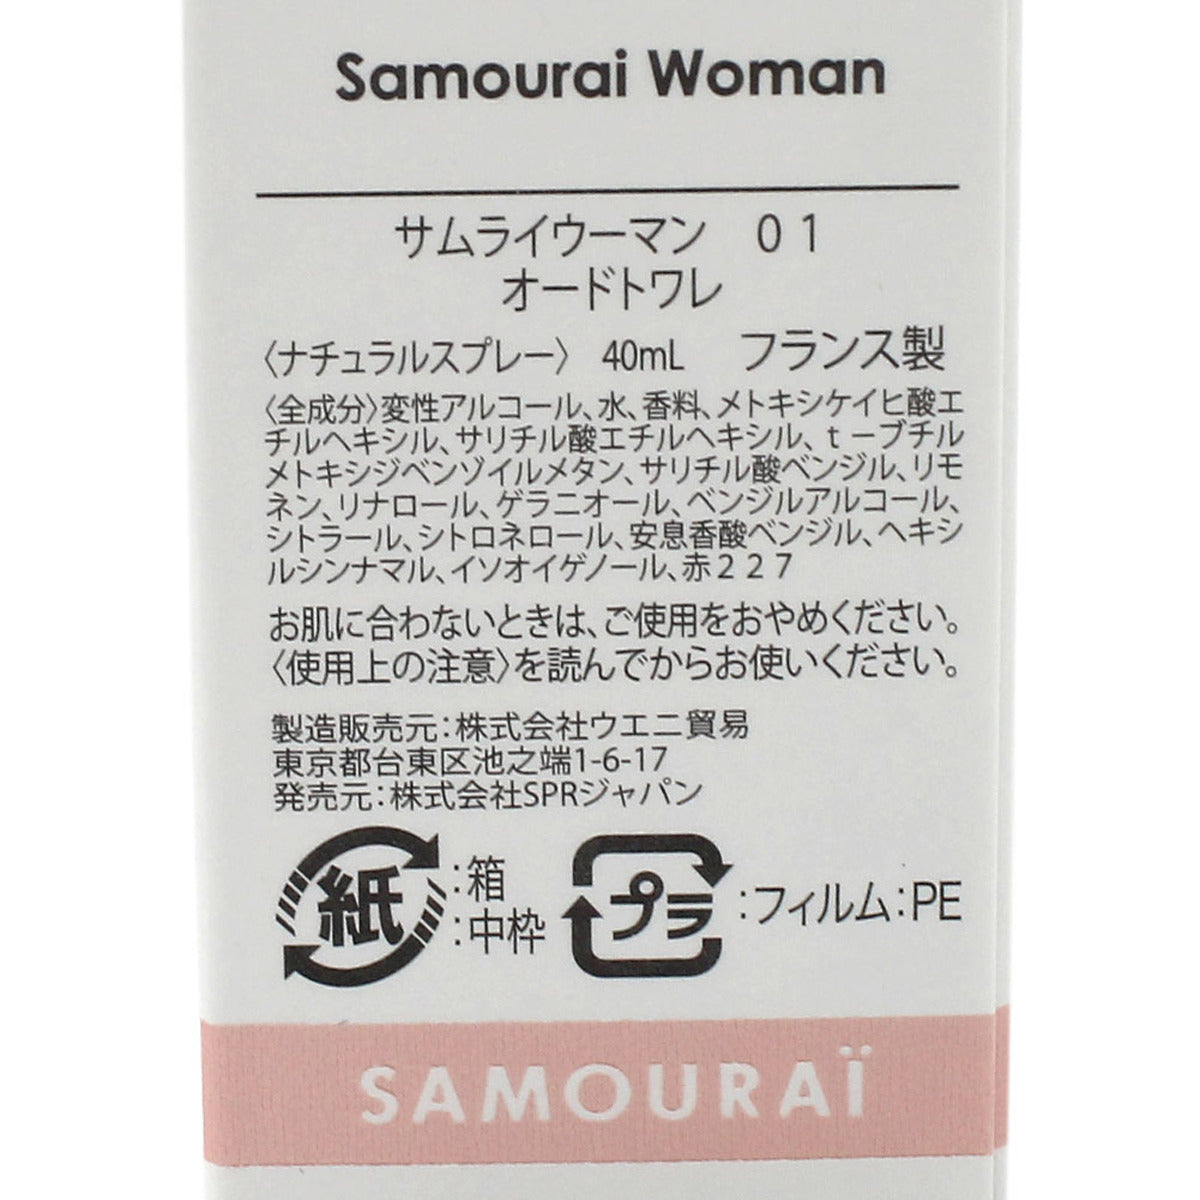 Samourai Woman
サムライウーマン　０１
オードトワレ
〈ナチュラルスプレー〉 40mL フランス製
〈全成分〉変性アルコール、水、香料、メトキシケイヒ酸エ
チルヘキシル、サリチル酸エチルヘキシル、ｔ－ブチル
メトキシジベンゾイルメタン、サリチル酸ベンジル、リモ
ネン、リナロール、ゲラニオール、ベンジルアルコール、
シトラール、シトロネロール、安息香酸ベンジル、ヘキシ
ルシンナマル、イソオイゲノール、赤２２７
お肌に合わないときは、ご使用をおやめください。
〈使用上の注意〉を読んでからお使いください。
製造販売元：株式会社ウエニ貿易
東京都台東区池之端1-6-17
発売元：株式会社SPRジャパン
紙 ：箱
：中枠
プラ ：フィルム：PE
SAMOURAÏ